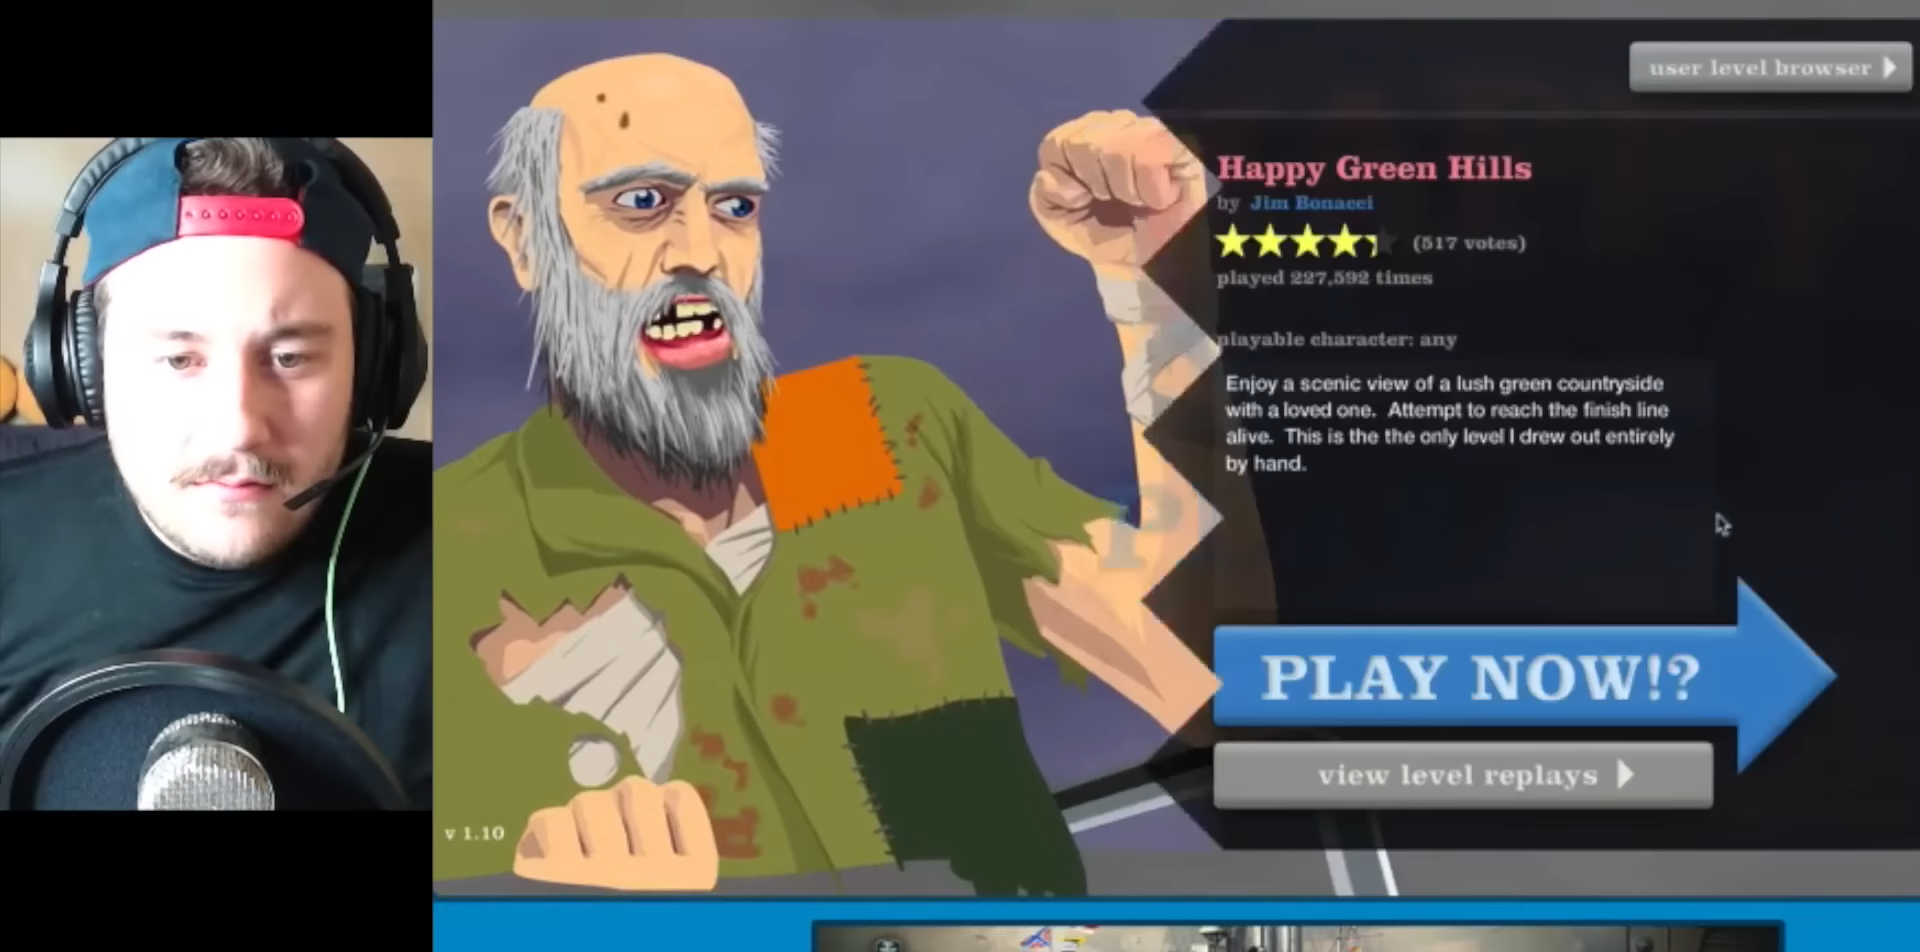 user level browser
Happy Green Hills
by Jim Bonacci
(517 votes)
played 227,592 times
playable character: any
Enjoy a scenic view of a lush green countryside
with a loved one. Attempt to reach the finish line
alive. This is the the only level I drew out entirely
by hand.
PLAY NOW!?
view level replays
v 1.10